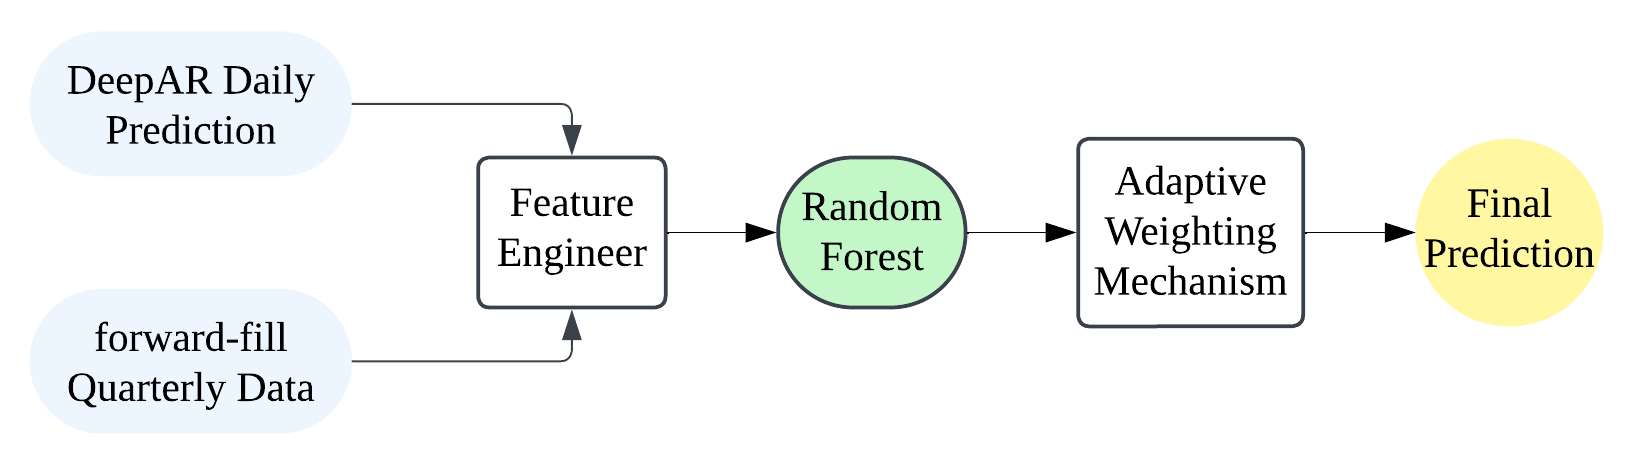 DeepAR Daily
Prediction
forward-fill
Quarterly Data
Feature
Engineer
Random
Forest
Adaptive
Weighting
Mechanism
Final
Prediction